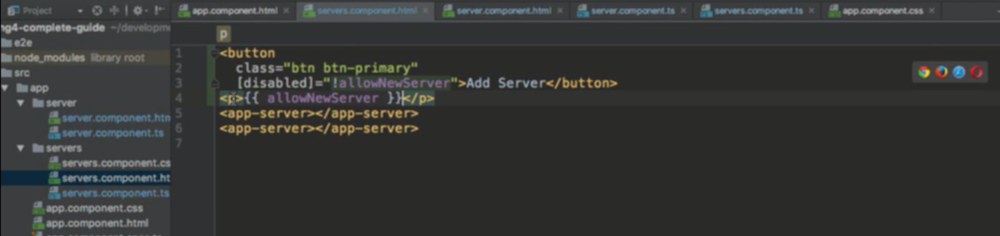 Project
app.component.html
servers.component.html
server.component.html
server.component.ts
servers.component.ts
app.component.css
ng4-complete-guide ~/developme
e2e
node_modules library root
src
app
server
server.component.htm
server.component.ts
servers
servers.component.cs
servers.component.ht
servers.component.ts
app.component.css
app.component.html
p
1 <button
2 class="btn btn-primary"
3 [disabled]="!allowNewServer">Add Server</button>
4 <p>{{ allowNewServer }}</p>
5 <app-server></app-server>
6 <app-server></app-server>
7